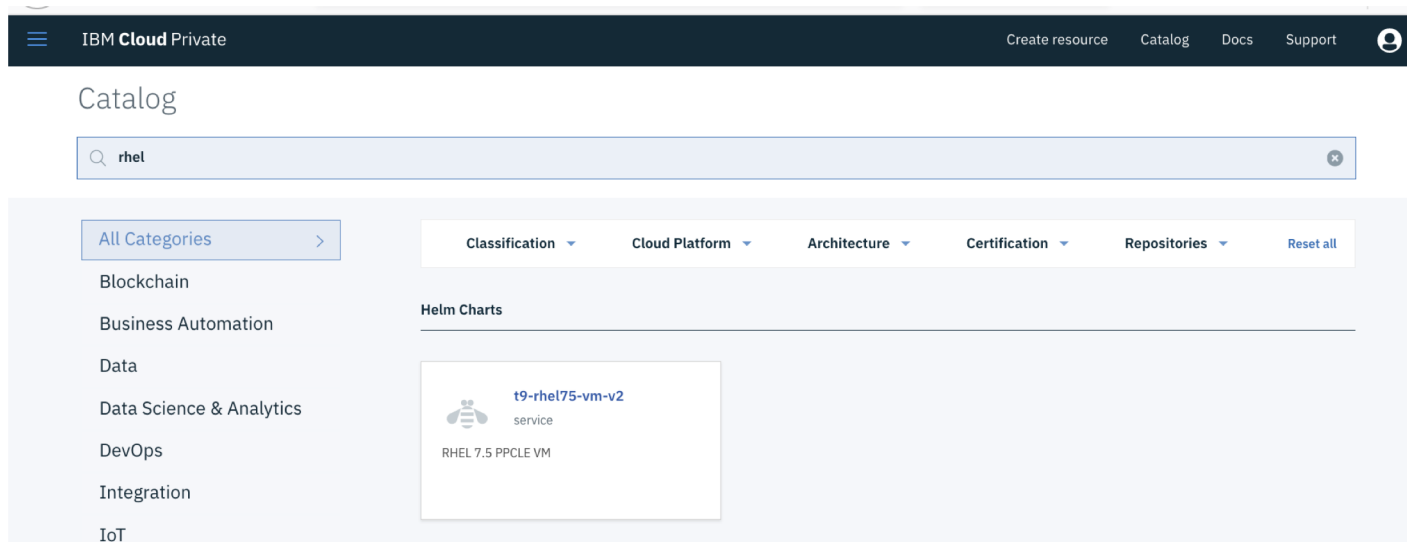 IBM Cloud Private
Create resource Catalog Docs Support
Catalog
rhel
All Categories
Blockchain
Business Automation
Data
Data Science & Analytics
DevOps
Integration
IoT
Classification Cloud Platform Architecture Certification Repositories Reset all
Helm Charts
t9-rhel75-vm-v2
service
RHEL 7.5 PPCLE VM